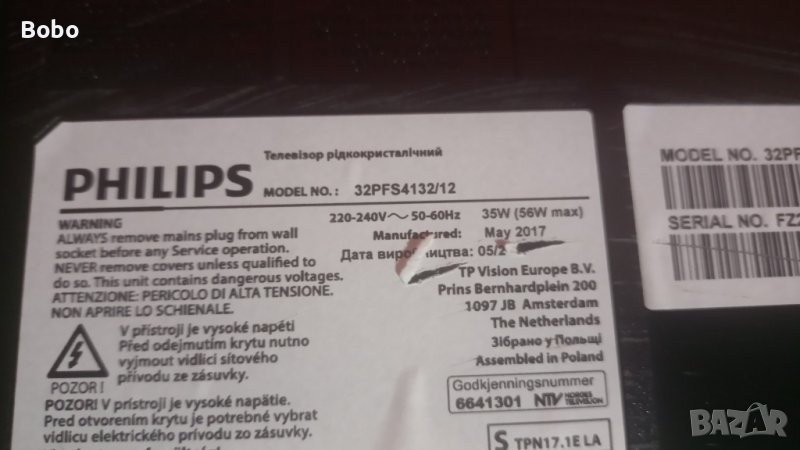 Bobo
Телевізор рідкокристалічний
PHILIPS
MODEL NO.: 32PFS4132/12
220-240V～ 50-60Hz 35W (56W max)
Manufactured: May 2017
Дата виробництва: 05/2
TP Vision Europe B.V.
Prins Bernhardplein 200
1097 JB Amsterdam
The Netherlands
Зібрано у Польщі
Assembled in Poland
WARNING
ALWAYS remove mains plug from wall
socket before any Service operation.
NEVER remove covers unless qualified to
do so. This unit contains dangerous voltages.
ATTENZIONE: PERICOLO DI ALTA TENSIONE.
NON APRIRE LO SCHIENALE.
V přístroji je vysoké napětí
Před odejmutím krytu nutno
vyjmout vidlici síťového
přívodu ze zásuvky.
POZOR!
POZOR! V prístroji je vysoké napätie.
Pred otvorením krytu je potrebné vybrat
vidlicu elektrického prívodu zo zásuvky.
Godkjenningsnummer
6641301 NTV NORGES TELEVISION
S TPN17.1E LA
MODEL NO. 32PF
SERIAL NO. FZ
BAZAR